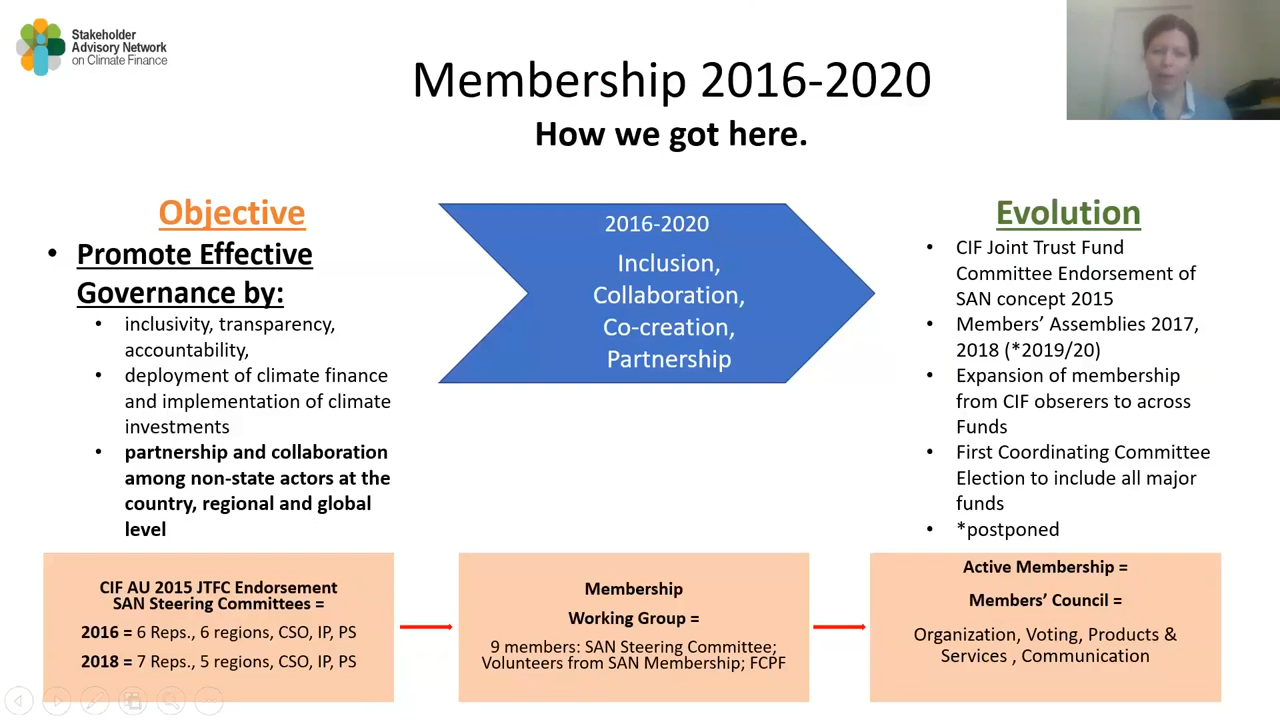 Stakeholder
Advisory Network
on Climate Finance
Membership 2016-2020
How we got here.
Objective
• Promote Effective
Governance by:
• inclusivity, transparency,
accountability,
• deployment of climate finance
and implementation of climate
investments
• partnership and collaboration
among non-state actors at the
country, regional and global
level
2016-2020
Inclusion,
Collaboration,
Co-creation,
Partnership
Evolution
• CIF Joint Trust Fund
Committee Endorsement of
SAN concept 2015
• Members’ Assemblies 2017,
2018 (*2019/20)
• Expansion of membership
from CIF obserers to across
Funds
• First Coordinating Committee
Election to include all major
funds
• *postponed
CIF AU 2015 JTFC Endorsement
SAN Steering Committees =
2016 = 6 Reps., 6 regions, CSO, IP, PS
2018 = 7 Reps., 5 regions, CSO, IP, PS
Membership
Working Group =
9 members: SAN Steering Committee;
Volunteers from SAN Membership; FCPF
Active Membership =
Members’ Council =
Organization, Voting, Products &
Services , Communication